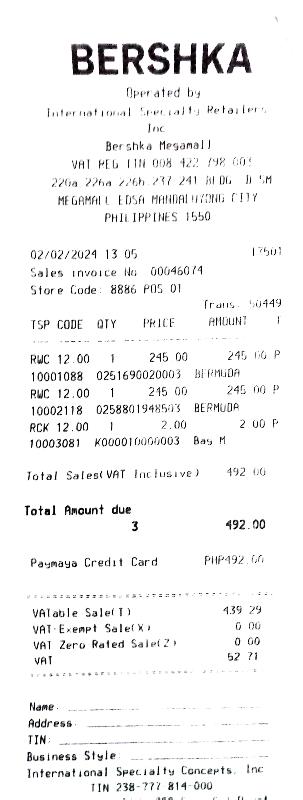 BERSHKA
Operated by
International Specialty Retailers
Inc
Bershka Megamall
VAT REG TIN 008 422 798 003
220a 226a 226b 237 241 BLDG D SM
MEGAMALL EDSA MANDALUYONG CITY
PHILIPPINES 1550
02/02/2024 13 05 17501
Sales invoice No 00046074
Store Code: 8886 POS 01
Trans. 50449
TSP CODE QTY PRICE AMOUNT T
RWC 12.00 1 245 00 245 00 P
10001088 0251690020003 BERMUDA
RWC 12.00 1 245 00 245 00 P
10002118 0258801948503 BERMUDA
RCK 12.00 1 2.00 2 00 P
10003081 K000010000003 Bag M
Total Sales(VAT Inclusive) 492 00
Total Amount due
3 492.00
Paymaya Credit Card PHP492.00
VATable Sale(T) 439 29
VAT-Exempt Sale(X) 0 00
VAT Zero Rated Sale(Z) 0 00
VAT 52 71
Name:
Address:
TIN:
Business Style:
International Specialty Concepts, Inc
TIN 238-777 814-000